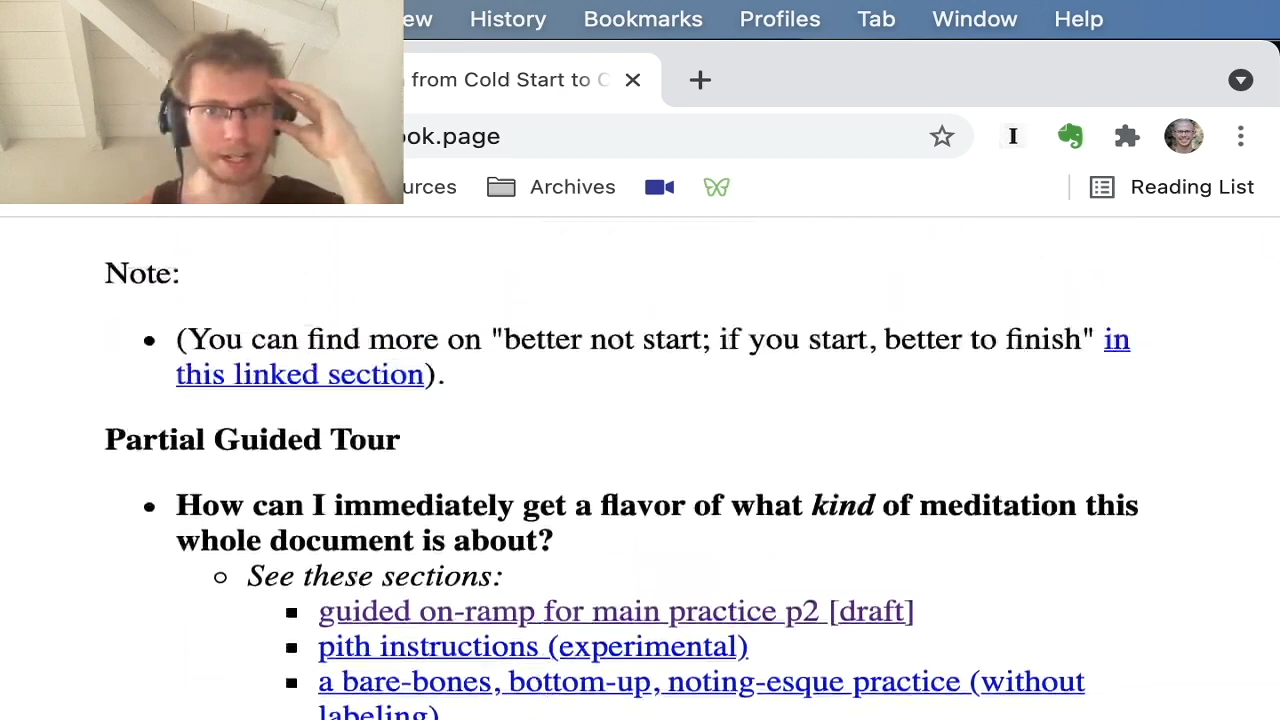 ew History Bookmarks Profiles Tab Window Help
from Cold Start to C
ook.page
urces Archives Reading List
Note:
(You can find more on "better not start; if you start, better to finish" in
this linked section).
Partial Guided Tour
How can I immediately get a flavor of what kind of meditation this
whole document is about?
See these sections:
guided on-ramp for main practice p2 [draft]
pith instructions (experimental)
a bare-bones, bottom-up, noting-esque practice (without
labeling)